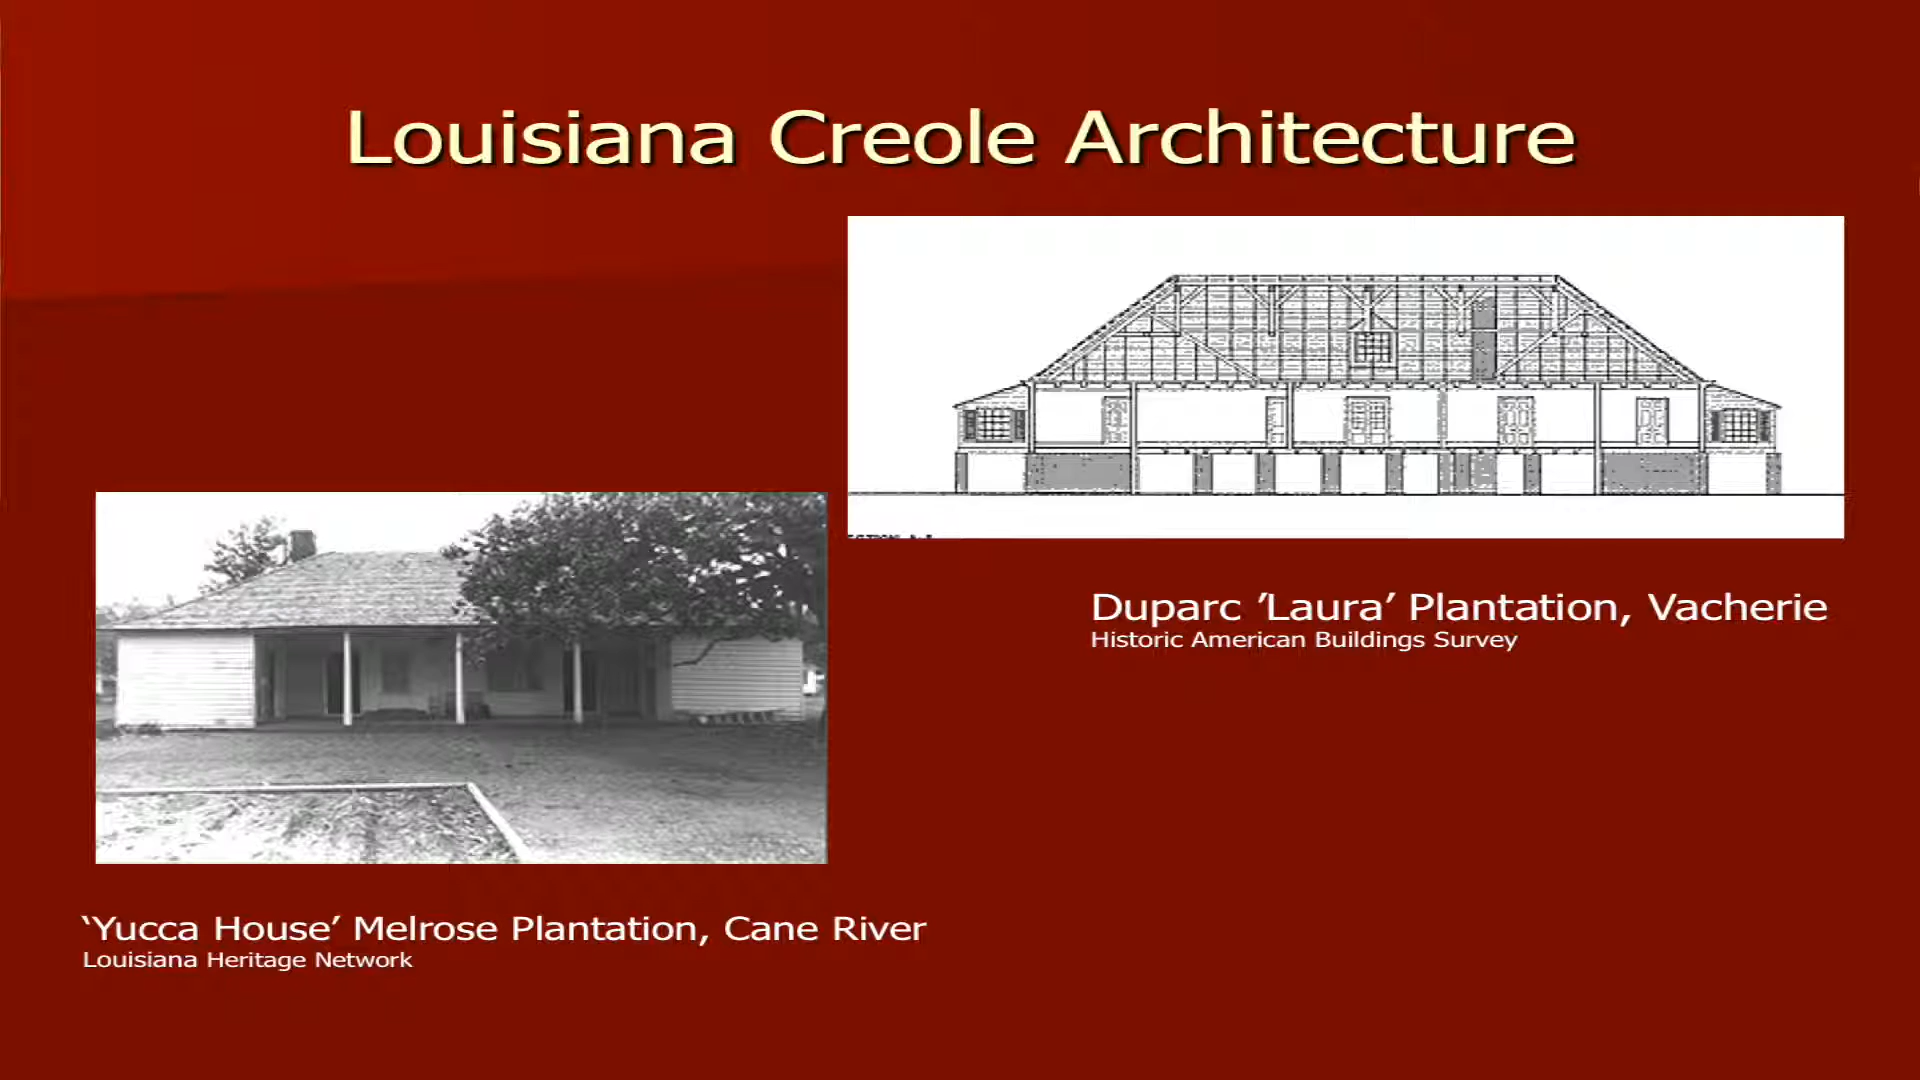 Louisiana Creole Architecture
Duparc ’Laura’ Plantation, Vacherie
Historic American Buildings Survey
‘Yucca House’ Melrose Plantation, Cane River
Louisiana Heritage Network